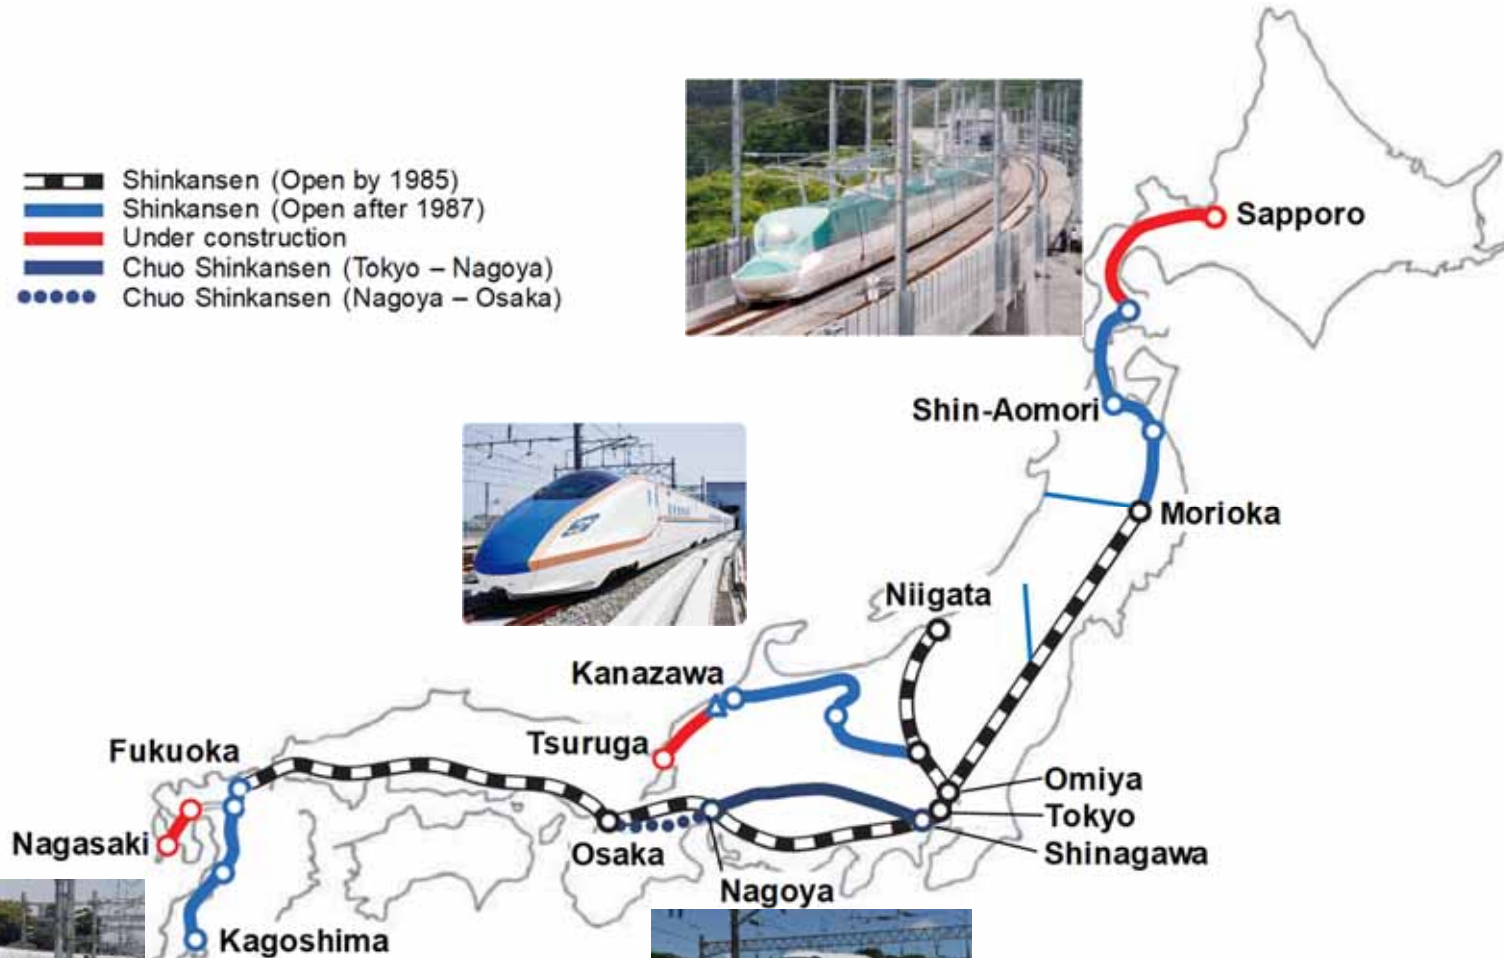 Shinkansen (Open by 1985)
Shinkansen (Open after 1987)
Under construction
Chuo Shinkansen (Tokyo – Nagoya)
Chuo Shinkansen (Nagoya – Osaka)
Sapporo
Shin-Aomori
Morioka
Niigata
Kanazawa
Tsuruga
Fukuoka
Omiya
Tokyo
Nagasaki
Osaka
Shinagawa
Nagoya
Kagoshima